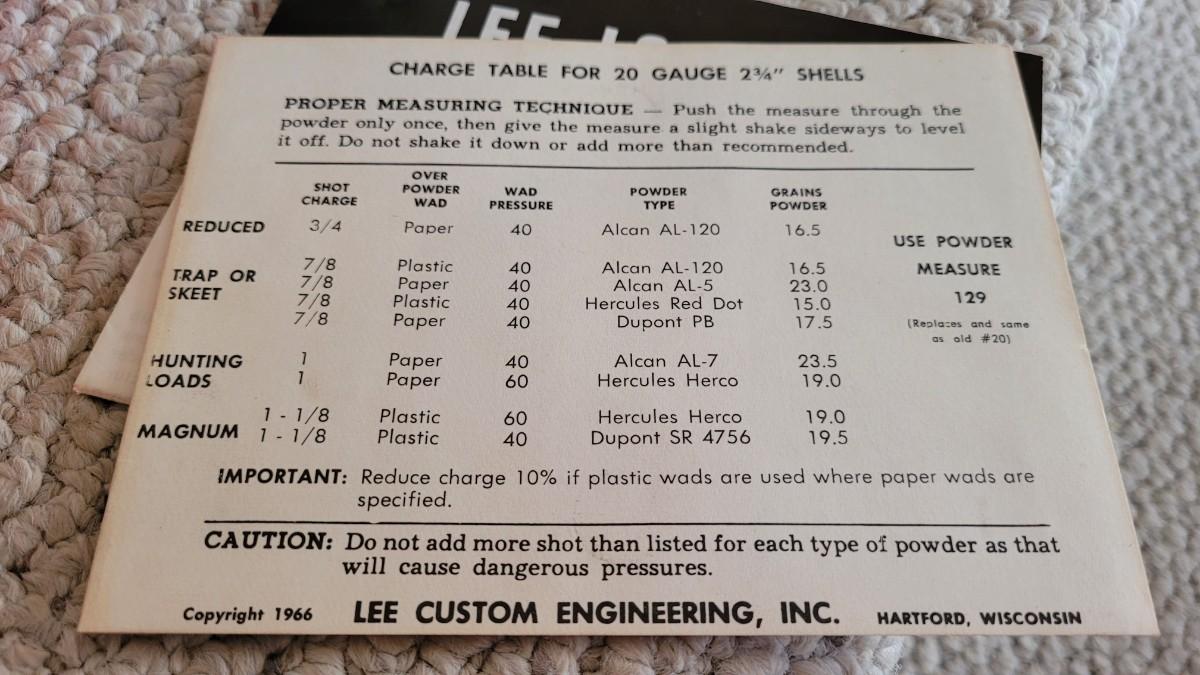 LEE
CHARGE TABLE FOR 20 GAUGE 2¾" SHELLS
PROPER MEASURING TECHNIQUE — Push the measure through the
powder only once, then give the measure a slight shake sideways to level
it off. Do not shake it down or add more than recommended.
SHOT CHARGE OVER POWDER WAD WAD PRESSURE POWDER TYPE GRAINS POWDER
REDUCED 3/4 Paper 40 Alcan AL-120 16.5
TRAP OR SKEET
7/8 Plastic 40 Alcan AL-120 16.5
7/8 Paper 40 Alcan AL-5 23.0
7/8 Plastic 40 Hercules Red Dot 15.0
7/8 Paper 40 Dupont PB 17.5
HUNTING LOADS
1 Paper 40 Alcan AL-7 23.5
1 Paper 60 Hercules Herco 19.0
MAGNUM
1 - 1/8 Plastic 60 Hercules Herco 19.0
1 - 1/8 Plastic 40 Dupont SR 4756 19.5
USE POWDER
MEASURE
129
(Replaces and same
as old #20)
IMPORTANT: Reduce charge 10% if plastic wads are used where paper wads are
specified.
CAUTION: Do not add more shot than listed for each type of powder as that
will cause dangerous pressures.
Copyright 1966 LEE CUSTOM ENGINEERING, INC. HARTFORD, WISCONSIN